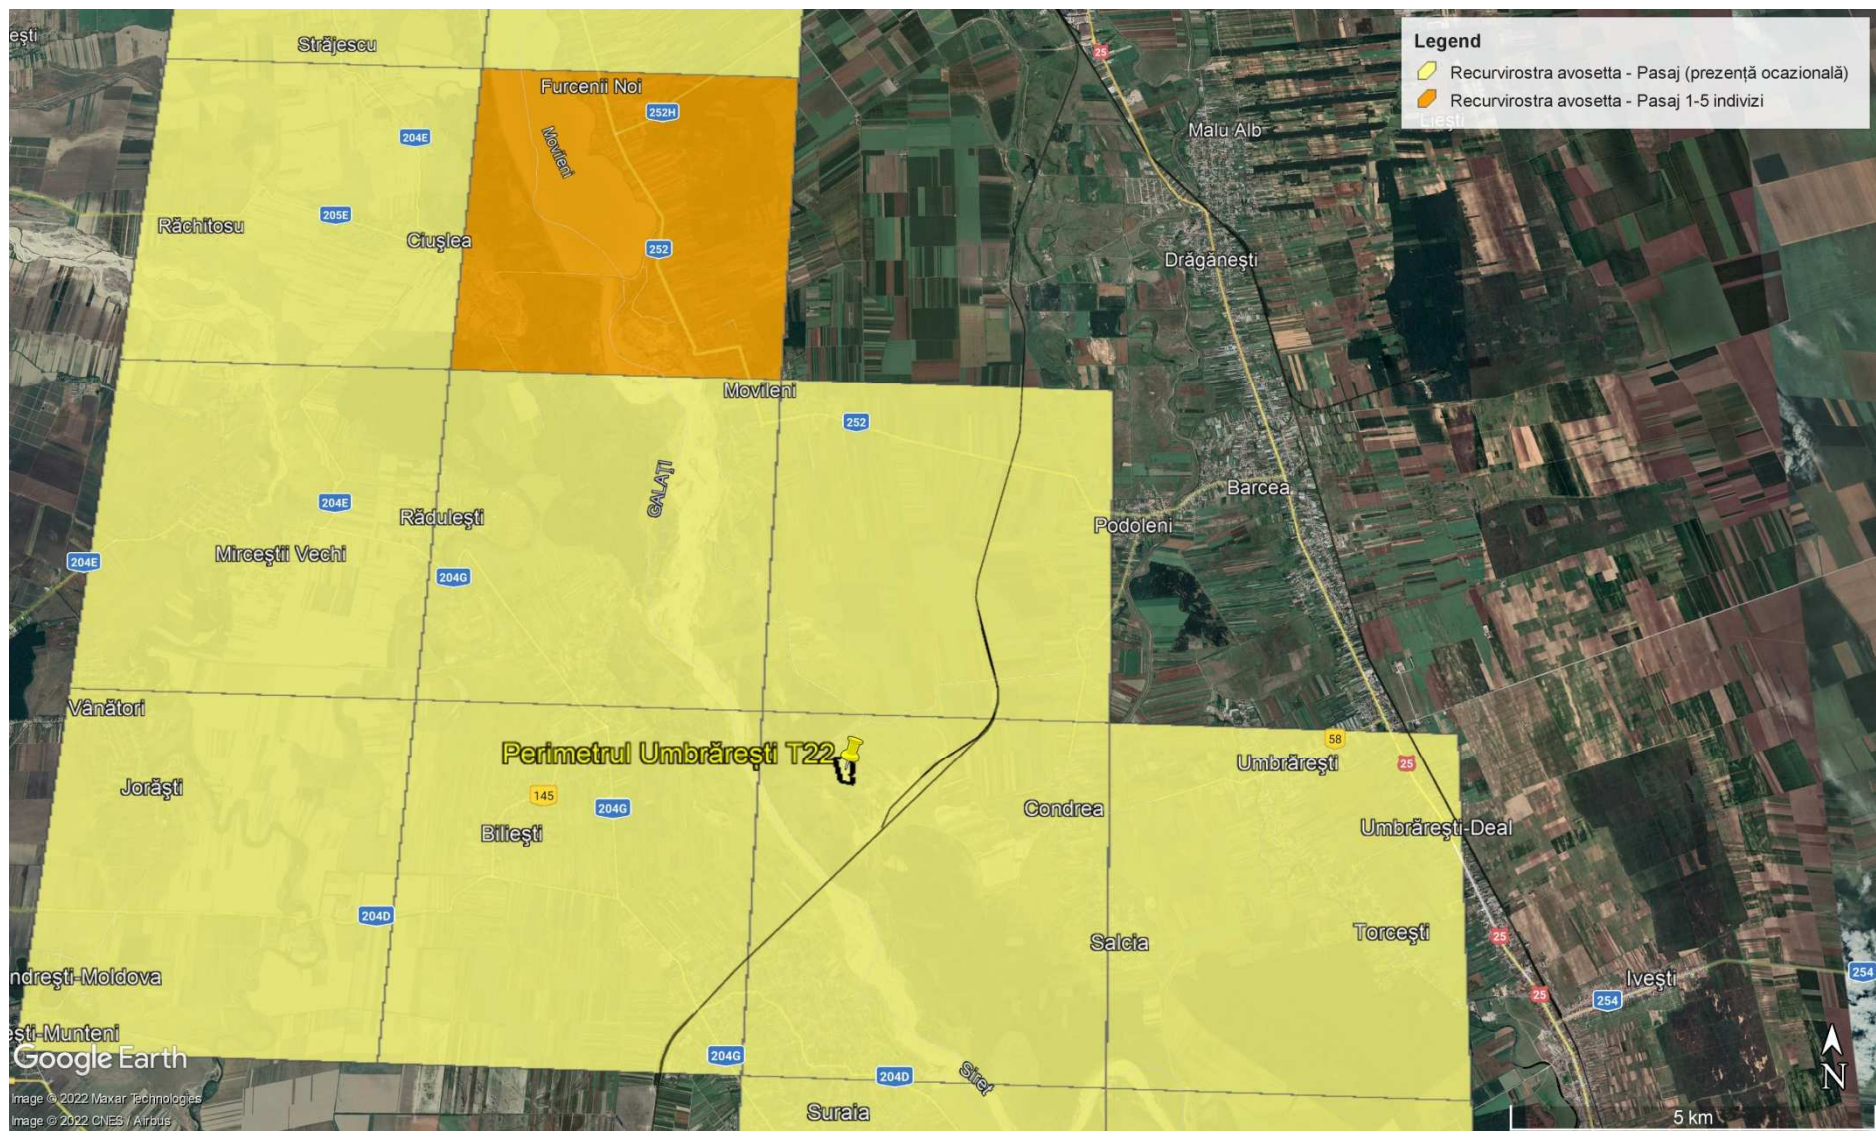 ești
Străjescu
25
Legend
Recurvirostra avosetta - Pasaj (prezență ocazională)
Recurvirostra avosetta - Pasaj 1-5 indivizi
Liești
Furcenii Noi
252H
204E
Movileni
Malu Alb
205E
Răchitosu
Ciușlea
252
Drăgănești
Movileni
252
GALAȚI
Barcea
204E
Rădulești
Podoleni
Mirceștii Vechi
204E
204G
Vânători
58
Perimetrul Umbrărești T22
Umbrărești
25
Jorăști
145
204G
Condrea
Biliești
Umbrărești-Deal
204D
Torcești
25
Salcia
ndrești-Moldova
Ivești
254
25
254
ești-Munteni
Google Earth
204G
204D
Siret
N
Image © 2022 Maxar Technologies
Suraia
5 km
Image © 2022 CNES / Airbus